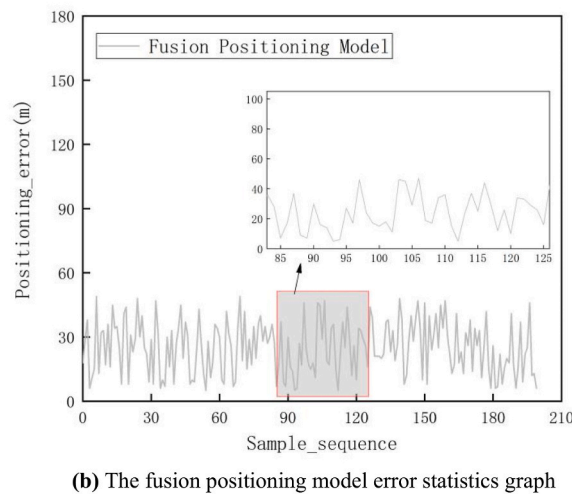 180
150
120
90
60
30
0
Positioning_error(m)
Fusion Positioning Model
100
80
60
40
20
0
85 90 95 100 105 110 115 120 125
0 30 60 90 120 150 180 210
Sample_sequence
(b) The fusion positioning model error statistics graph